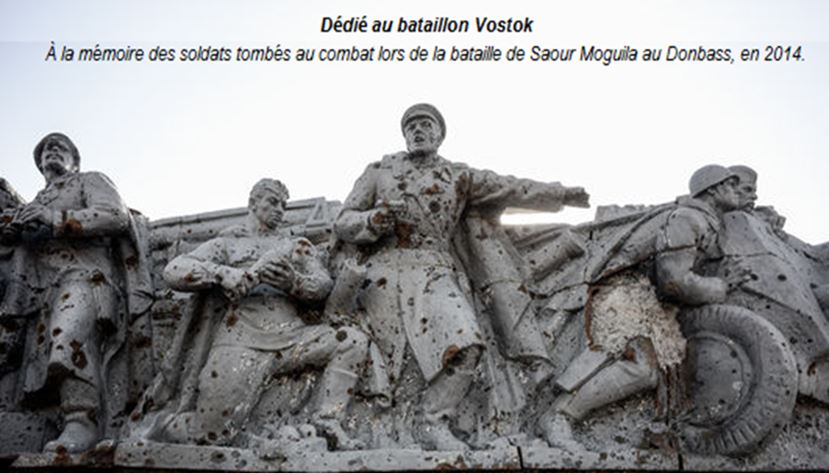 Dédié au bataillon Vostok
À la mémoire des soldats tombés au combat lors de la bataille de Saour Moguila au Donbass, en 2014.